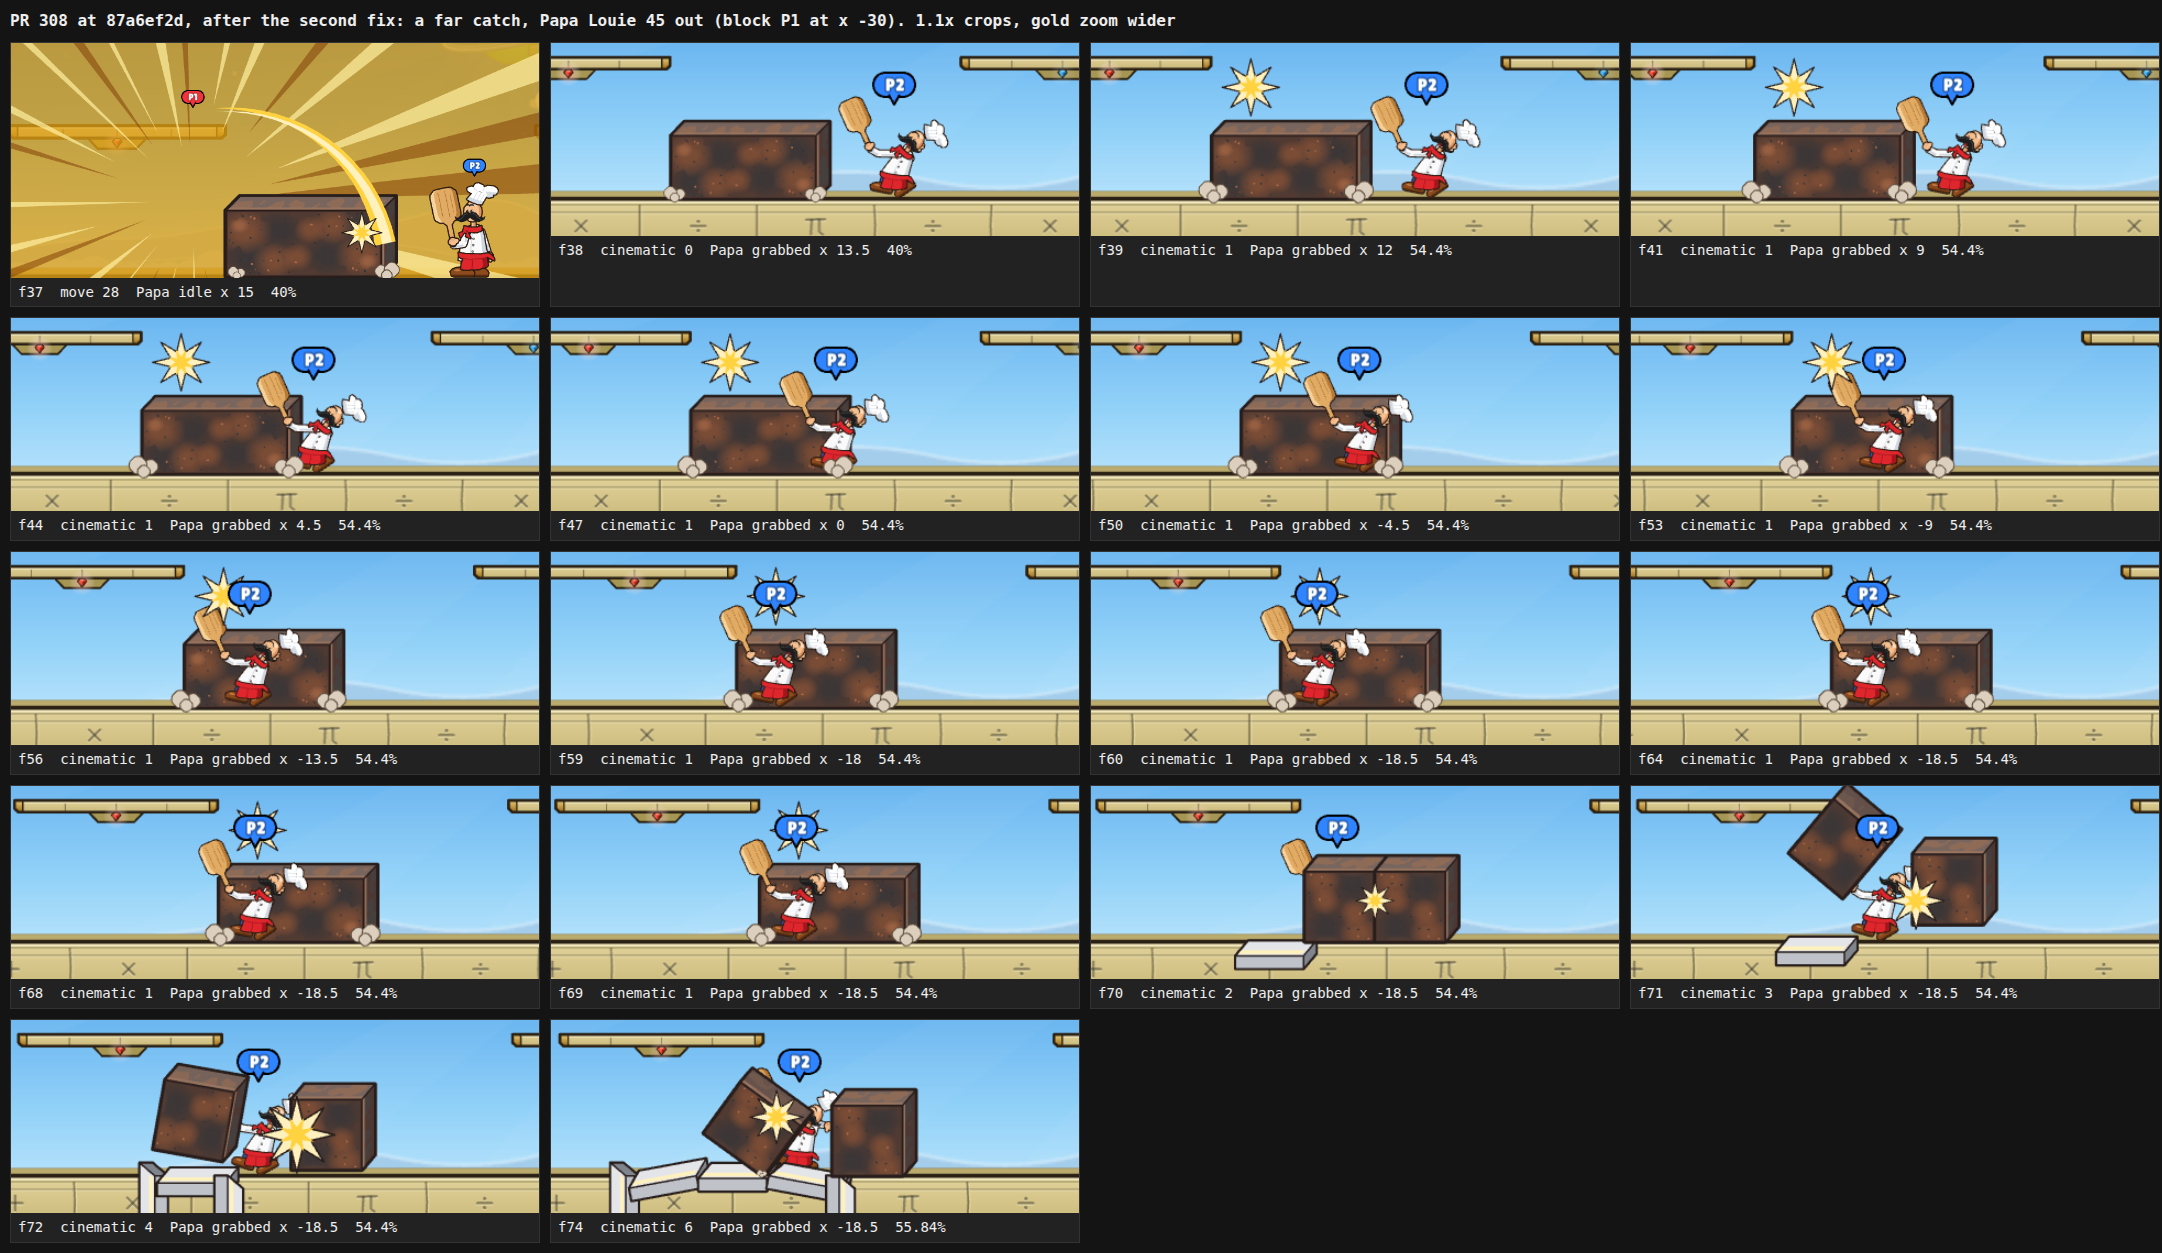 PR 308 at 87a6ef2d, after the second fix: a far catch, Papa Louie 45 out (block P1 at x -30). 1.1x crops, gold zoom wider
P1
P2
P2
P2
P2
× ÷ π ÷ ×
× ÷ π ÷ ×
× ÷ π ÷ ×
f37 move 28 Papa idle x 15 40%
f38 cinematic 0 Papa grabbed x 13.5 40%
f39 cinematic 1 Papa grabbed x 12 54.4%
f41 cinematic 1 Papa grabbed x 9 54.4%
P2
P2
P2
P2
× ÷ π ÷ ×
× ÷ π ÷ ×
× ÷ π ÷
× ÷ π ÷
f44 cinematic 1 Papa grabbed x 4.5 54.4%
f47 cinematic 1 Papa grabbed x 0 54.4%
f50 cinematic 1 Papa grabbed x -4.5 54.4%
f53 cinematic 1 Papa grabbed x -9 54.4%
P2
P2
P2
P2
× ÷ π ÷
× ÷ π ÷
× ÷ π ÷
× ÷ π ÷
f56 cinematic 1 Papa grabbed x -13.5 54.4%
f59 cinematic 1 Papa grabbed x -18 54.4%
f60 cinematic 1 Papa grabbed x -18.5 54.4%
f64 cinematic 1 Papa grabbed x -18.5 54.4%
P2
P2
P2
P2
+ × ÷ π ÷
+ × ÷ π ÷
+ × ÷ π ÷
+ × ÷ π ÷
f68 cinematic 1 Papa grabbed x -18.5 54.4%
f69 cinematic 1 Papa grabbed x -18.5 54.4%
f70 cinematic 2 Papa grabbed x -18.5 54.4%
f71 cinematic 3 Papa grabbed x -18.5 54.4%
P2
P2
+ × ÷ π ÷
+ × ÷ π ÷
f72 cinematic 4 Papa grabbed x -18.5 54.4%
f74 cinematic 6 Papa grabbed x -18.5 55.84%